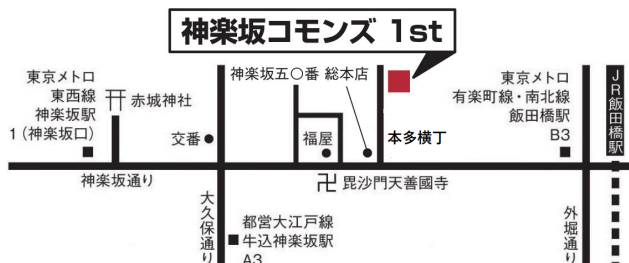 神楽坂コモンズ 1st
東京メトロ
東西線
神楽坂駅
1(神楽坂口)
赤城神社
交番
神楽坂五〇番 総本店
福屋
本多横丁
東京メトロ
有楽町線・南北線
飯田橋駅
B3
JR飯田橋駅
神楽坂通り
毘沙門天善國寺
大久保通り
都営大江戸線
牛込神楽坂駅
A3
外堀通り